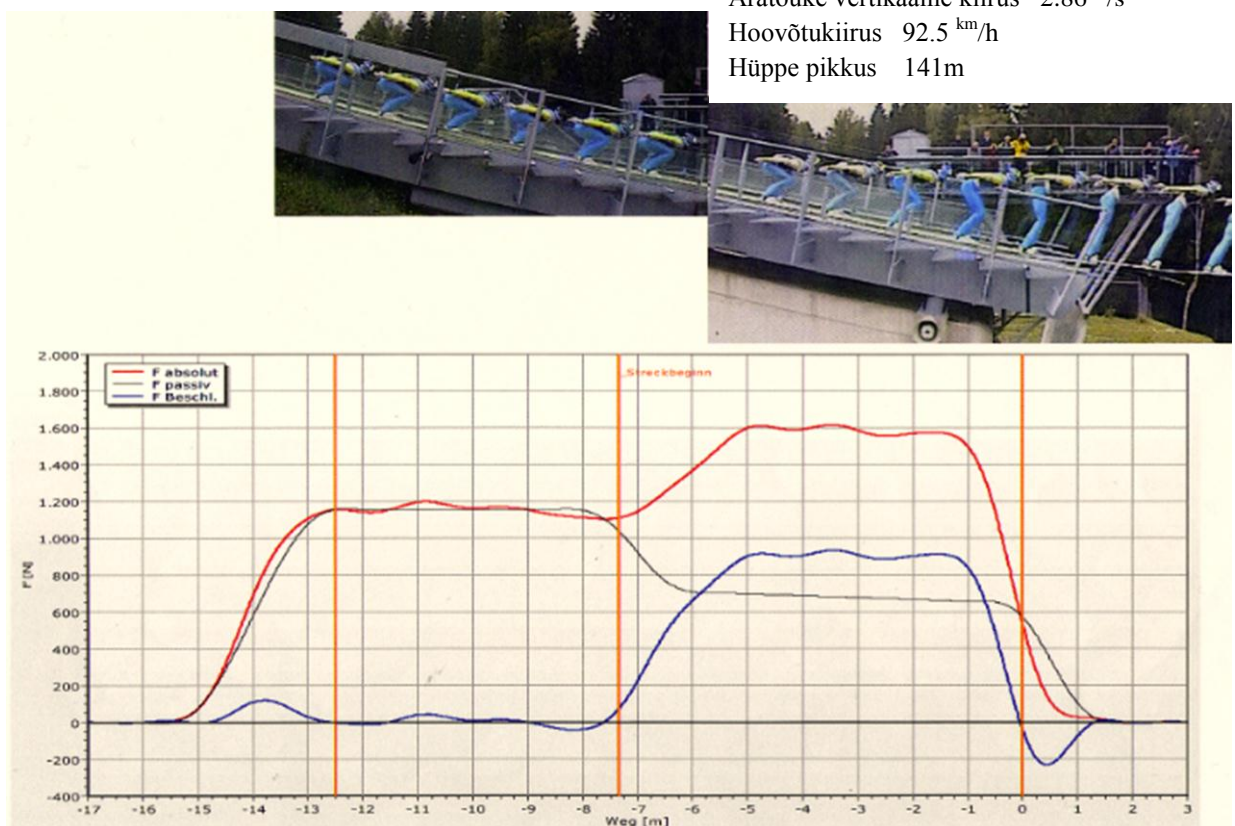 Hoovõtukiirus 92.5 km/h
Hüppe pikkus 141m
2.000
1.800
1.600
1.400
1.200
1.000
800
600
400
200
0
-200
-400
F absolut
F passiv
F Beschl.
Streckbeginn
F [N]
-17 -16 -15 -14 -13 -12 -11 -10 -9 -8 -7 -6 -5 -4 -3 -2 -1 0 1 2 3
Weg [m]